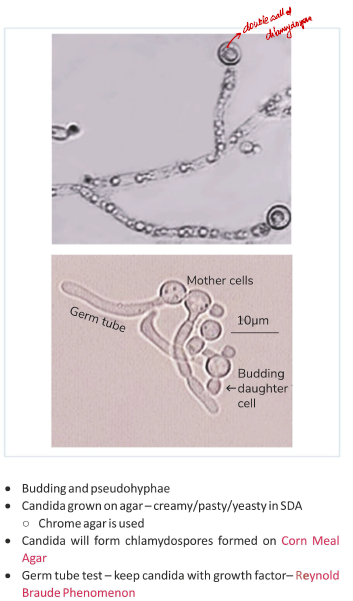 double wall of
chlamydospore
Mother cells
Germ tube
10μm
Budding
←daughter
cell
• Budding and pseudohyphae
• Candida grown on agar – creamy/pasty/yeasty in SDA
○ Chrome agar is used
• Candida will form chlamydospores formed on Corn Meal
Agar
• Germ tube test – keep candida with growth factor– Reynold
Braude Phenomenon